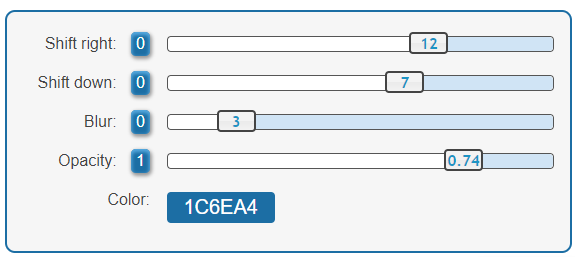 Shift right: 0 12
Shift down: 0 7
Blur: 0 3
Opacity: 1 0.74
Color: 1C6EA4